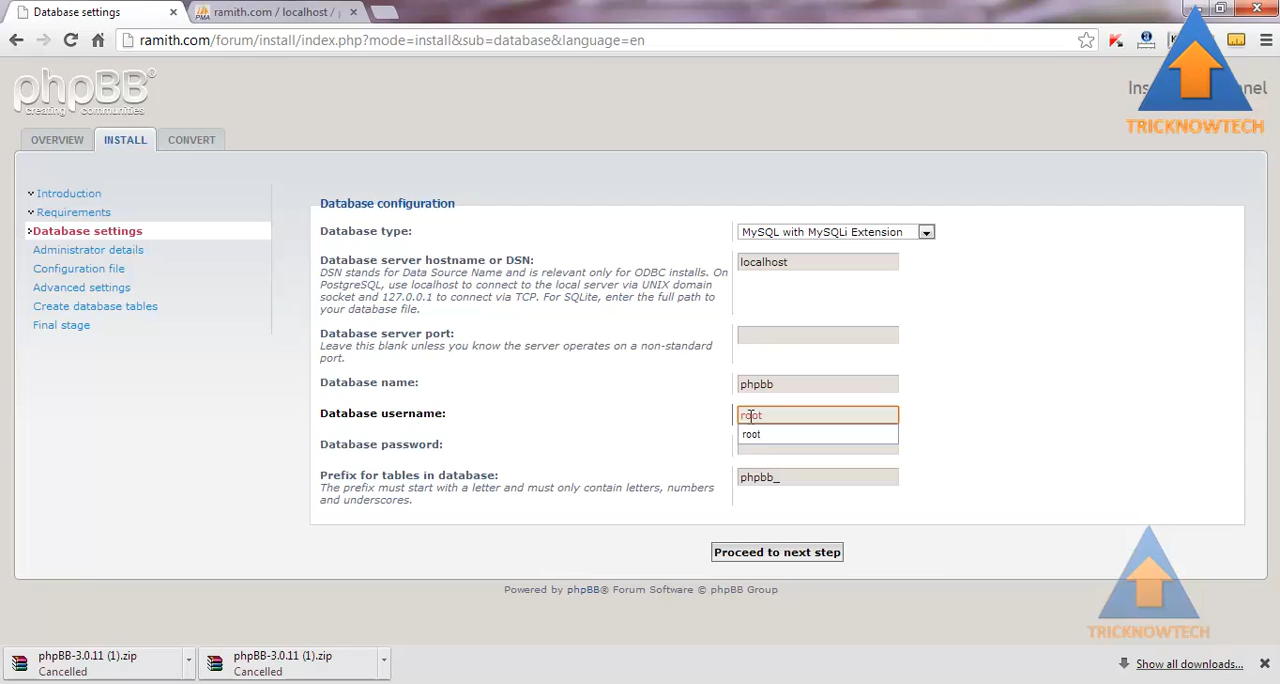 Database settings
ramith.com / localhost / p
ramith.com/forum/install/index.php?mode=install&sub=database&language=en
phpBB®
creating communities
TRICKNOWTECH
OVERVIEW
INSTALL
CONVERT
Introduction
Requirements
Database settings
Administrator details
Configuration file
Advanced settings
Create database tables
Final stage
Database configuration
Database type:
MySQL with MySQLi Extension
Database server hostname or DSN:
localhost
DSN stands for Data Source Name and is relevant only for ODBC installs. On
PostgreSQL, use localhost to connect to the local server via UNIX domain
socket and 127.0.0.1 to connect via TCP. For SQLite, enter the full path to
your database file.
Database server port:
Leave this blank unless you know the server operates on a non-standard
port.
Database name:
phpbb
Database username:
root
root
Database password:
Prefix for tables in database:
phpbb_
The prefix must start with a letter and must only contain letters, numbers
and underscores.
Proceed to next step
Powered by phpBB® Forum Software © phpBB Group
TRICKNOWTECH
phpBB-3.0.11 (1).zip
Cancelled
phpBB-3.0.11 (1).zip
Cancelled
Show all downloads...